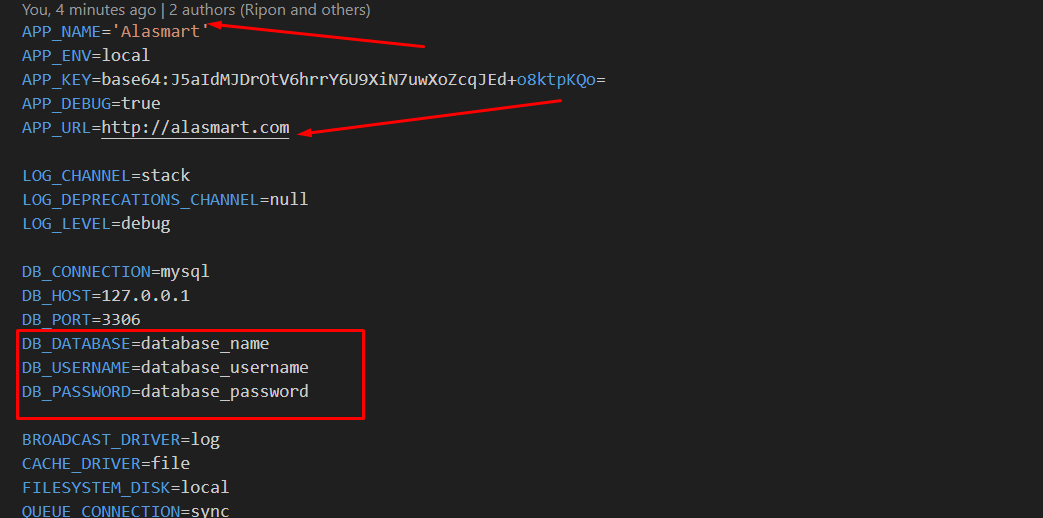 You, 4 minutes ago | 2 authors (Ripon and others)
APP_NAME='Alasmart'
APP_ENV=local
APP_KEY=base64:J5aIdMJDrOtV6hrrY6U9XiN7uwXoZcqJEd+o8ktpKQo=
APP_DEBUG=true
APP_URL=http://alasmart.com
LOG_CHANNEL=stack
LOG_DEPRECATIONS_CHANNEL=null
LOG_LEVEL=debug
DB_CONNECTION=mysql
DB_HOST=127.0.0.1
DB_PORT=3306
DB_DATABASE=database_name
DB_USERNAME=database_username
DB_PASSWORD=database_password
BROADCAST_DRIVER=log
CACHE_DRIVER=file
FILESYSTEM_DISK=local
QUEUE_CONNECTION=sync